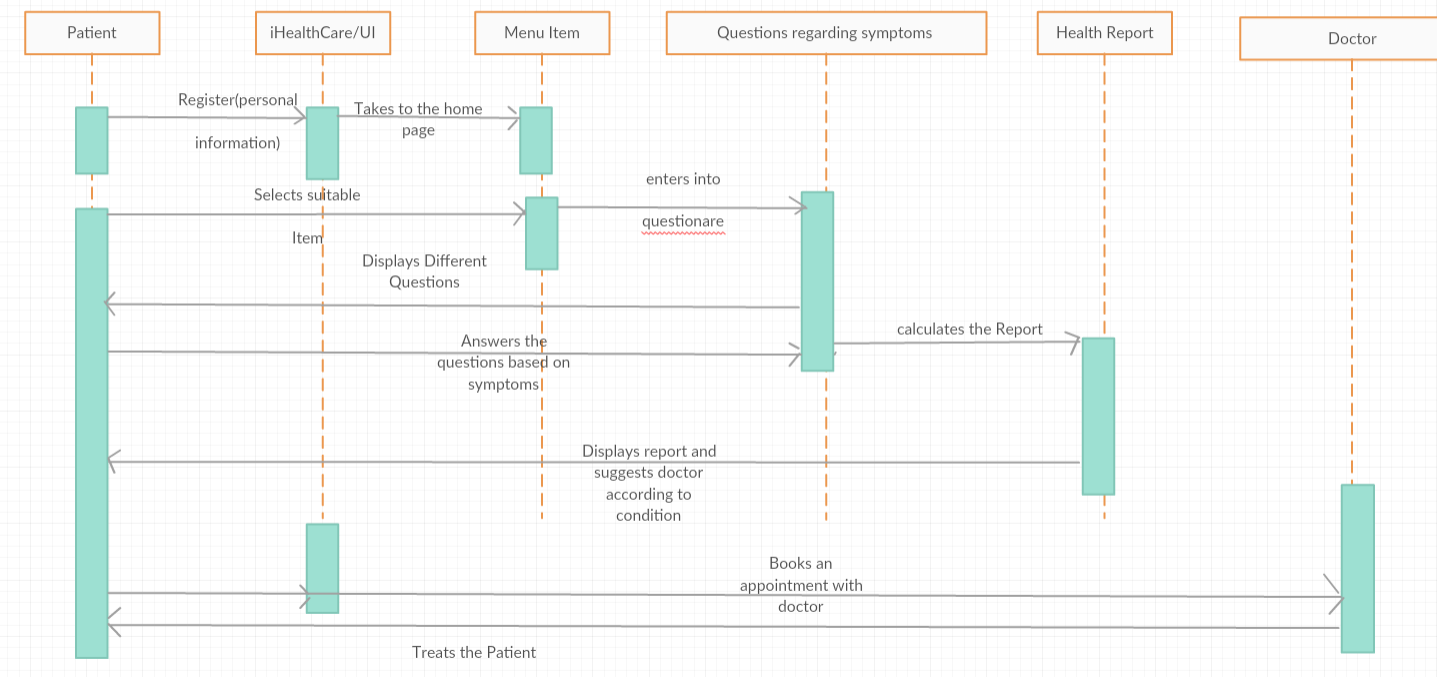 Patient
iHealthCare/UI
Menu Item
Questions regarding symptoms
Health Report
Doctor
Register(personal
information)
Takes to the home
page
Selects suitable
Item
enters into
questionare
Displays Different
Questions
Answers the
questions based on
symptoms
calculates the Report
Displays report and
suggests doctor
according to
condition
Books an
appointment with
doctor
Treats the Patient